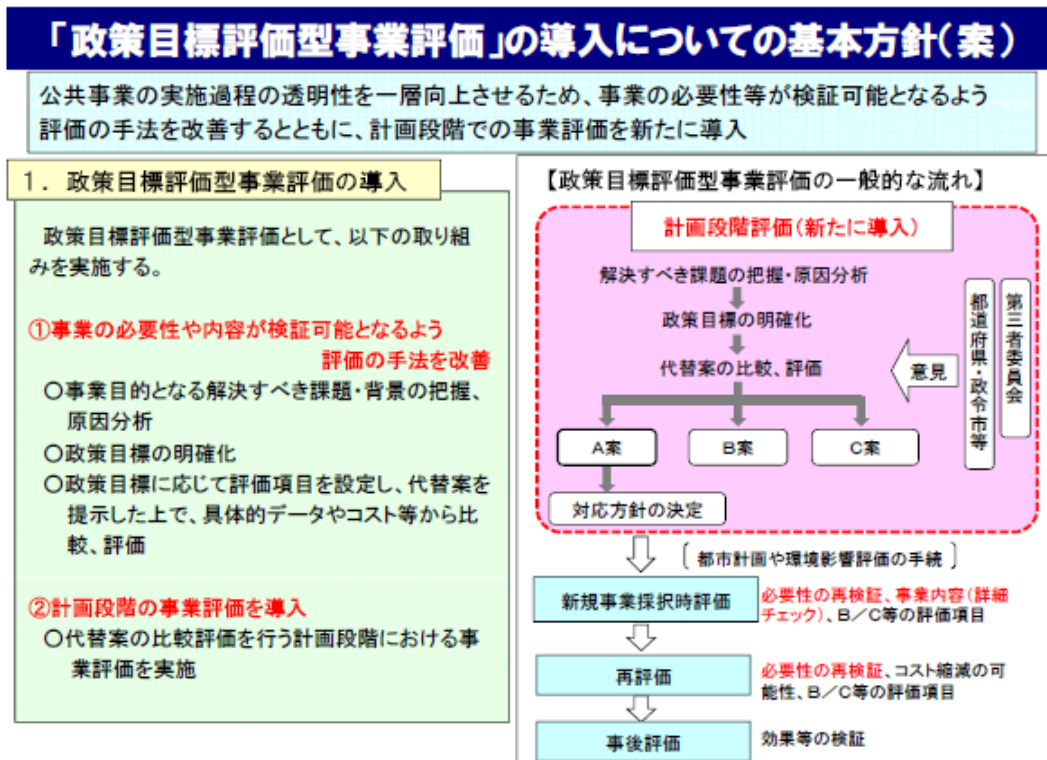 「政策目標評価型事業評価」の導入についての基本方針(案)
公共事業の実施過程の透明性を一層向上させるため、事業の必要性等が検証可能となるよう
評価の手法を改善するとともに、計画段階での事業評価を新たに導入
1. 政策目標評価型事業評価の導入
政策目標評価型事業評価として、以下の取り組
みを実施する。
①事業の必要性や内容が検証可能となるよう
評価の手法を改善
○事業目的となる解決すべき課題・背景の把握、
原因分析
○政策目標の明確化
○政策目標に応じて評価項目を設定し、代替案を
提示した上で、具体的データやコスト等から比
較、評価
②計画段階の事業評価を導入
○代替案の比較評価を行う計画段階における事
業評価を実施
【政策目標評価型事業評価の一般的な流れ】
計画段階評価(新たに導入)
解決すべき課題の把握・原因分析
政策目標の明確化
代替案の比較、評価
意見
第三者委員会
都道府県・政令市等
A案
B案
C案
対応方針の決定
〔都市計画や環境影響評価の手続〕
新規事業採択時評価
必要性の再検証、事業内容(詳細
チェック)、B/C等の評価項目
再評価
必要性の再検証、コスト縮減の可
能性、B/C等の評価項目
事後評価
効果等の検証